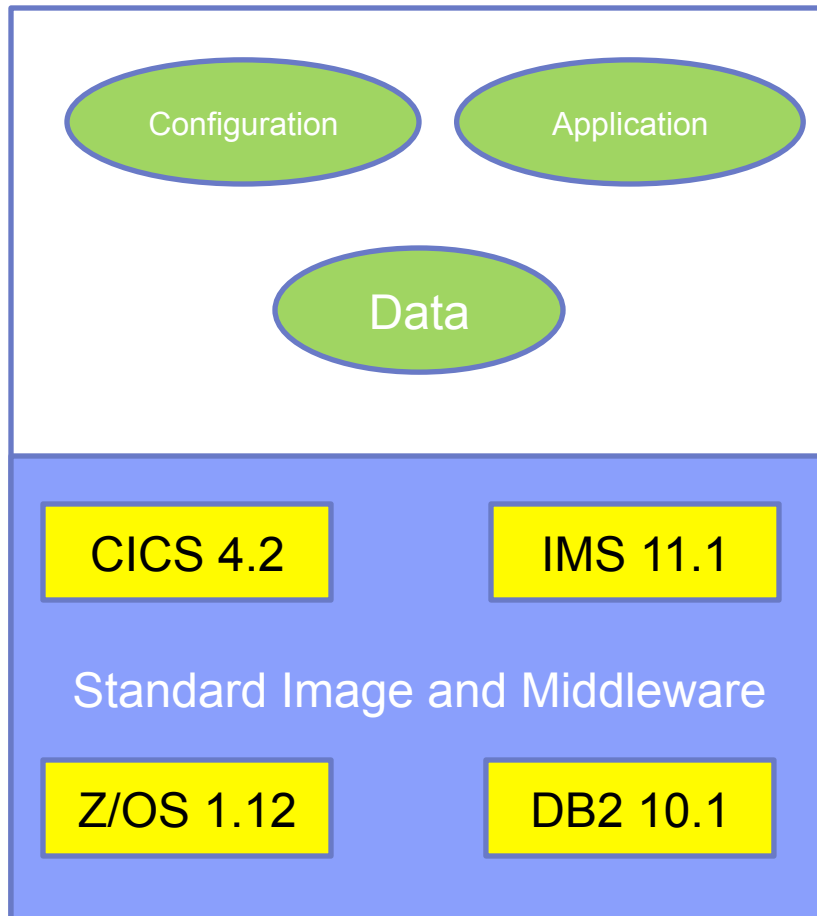 Configuration
Application
Data
CICS 4.2
IMS 11.1
Standard Image and Middleware
Z/OS 1.12
DB2 10.1